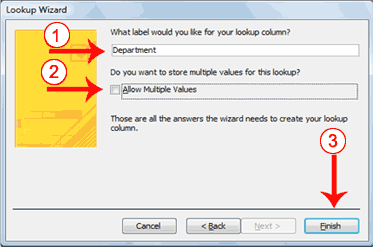 Lookup Wizard
What label would you like for your lookup column?
1
Department
Do you want to store multiple values for this lookup?
2
Allow Multiple Values
Those are all the answers the wizard needs to create your lookup
column.
3
Cancel
< Back
Next >
Finish